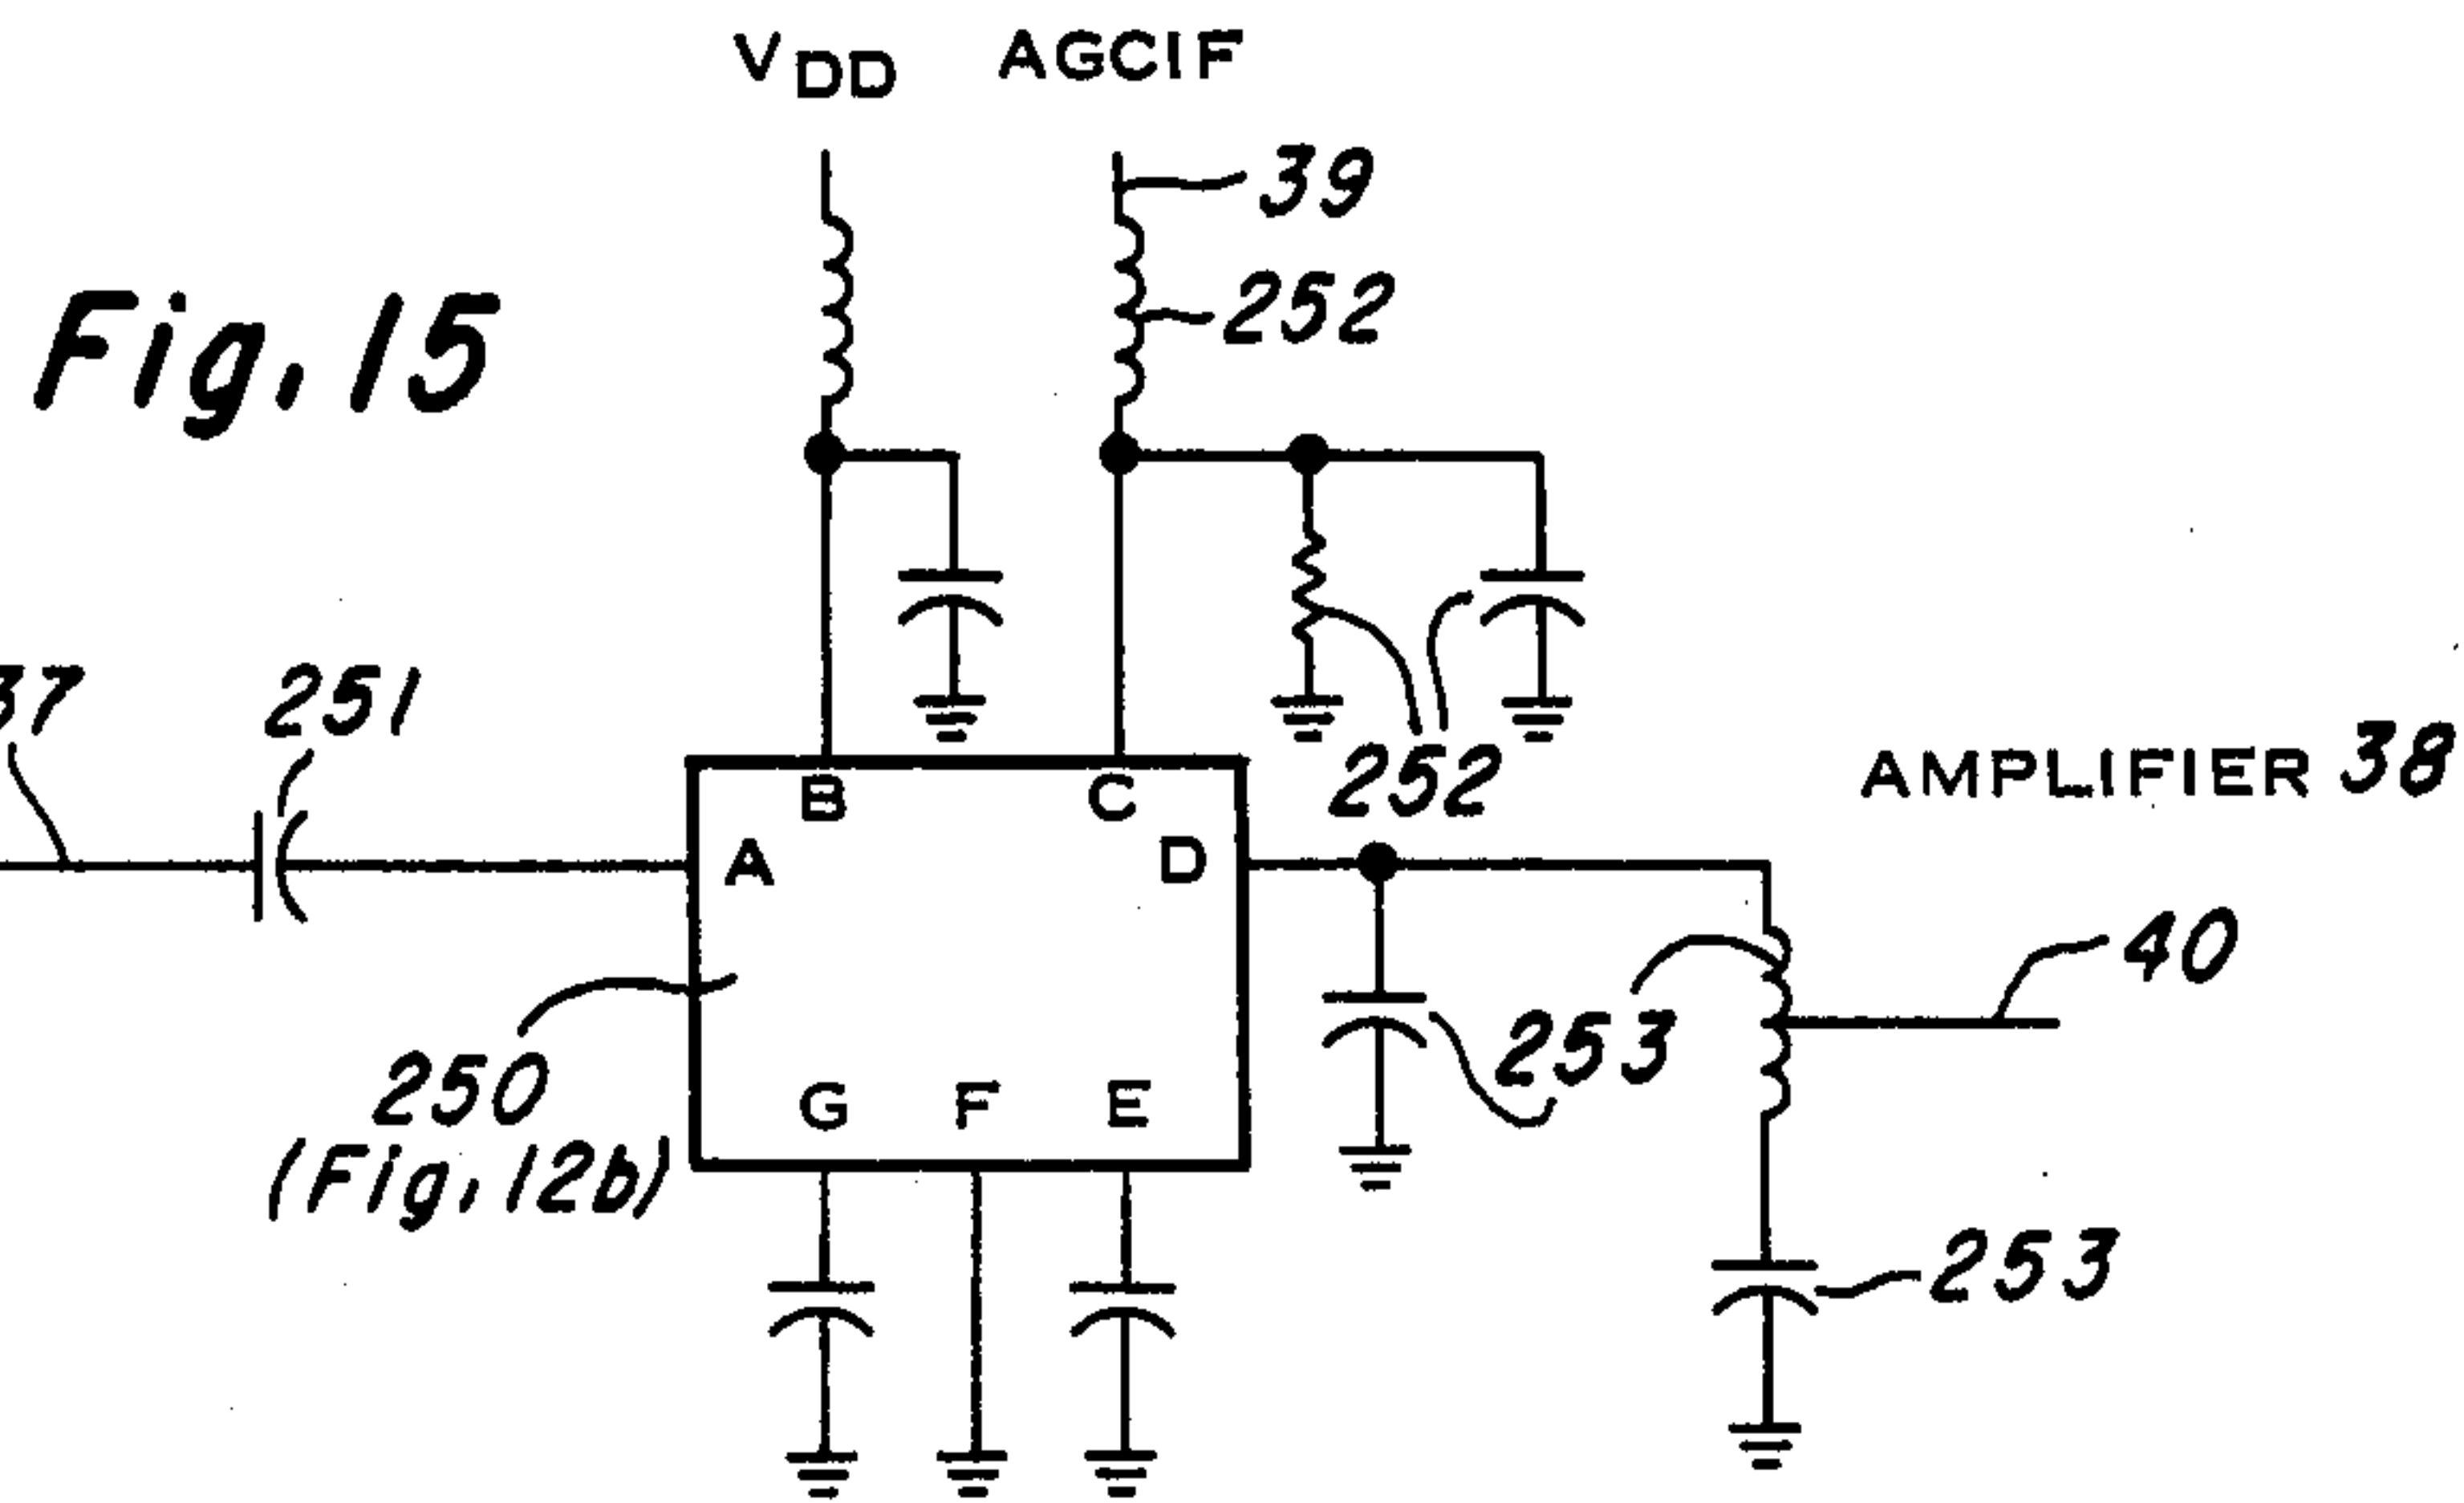 VDD AGCIF
39
252
Fig. 15
37
251
252
AMPLIFIER 38
B
C
A
D
40
253
250
(Fig. 12b)
G
F
E
253